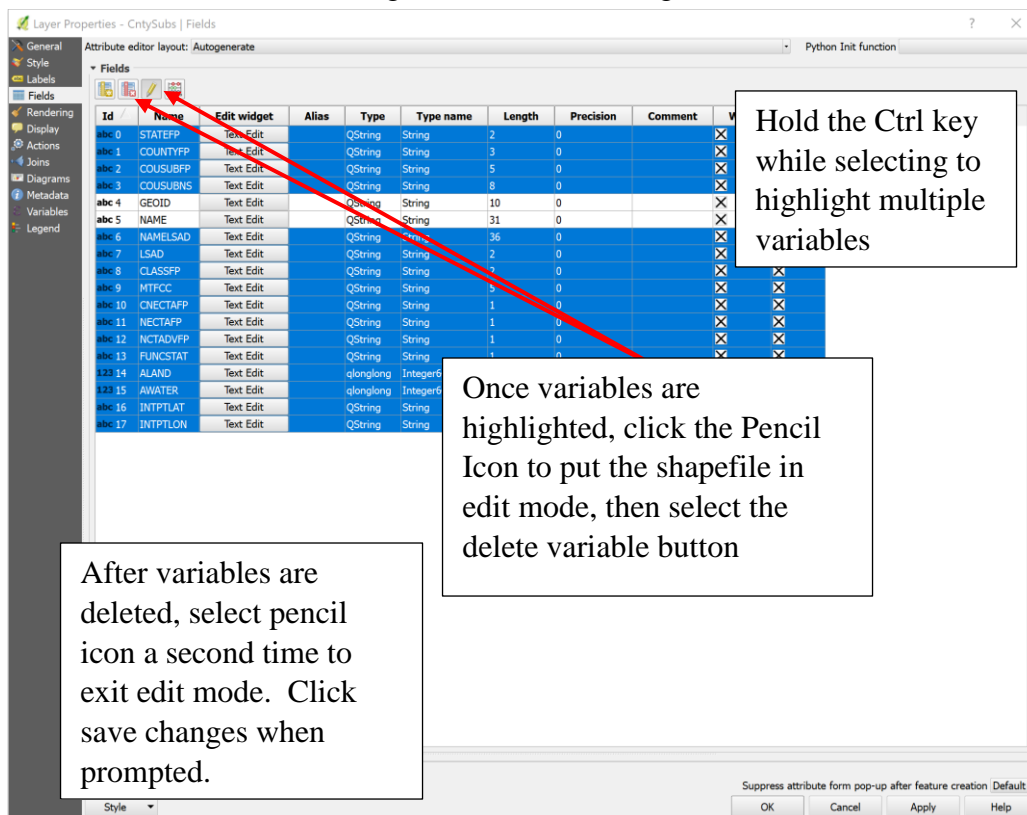 Layer Properties - CntySubs | Fields ? ×
General
Style
Labels
Fields
Rendering
Display
Actions
Joins
Diagrams
Metadata
Variables
Legend
Attribute editor layout: Autogenerate Python Init function
Fields
Id Name Edit widget Alias Type Type name Length Precision Comment W
abc 0 STATEFP Text Edit QString String 2 0
abc 1 COUNTYFP Text Edit QString String 3 0
abc 2 COUSUBFP Text Edit QString String 5 0
abc 3 COUSUBNS Text Edit QString String 8 0
abc 4 GEOID Text Edit QString String 10 0
abc 5 NAME Text Edit QString String 31 0
abc 6 NAMELSAD Text Edit QString String 36 0
abc 7 LSAD Text Edit QString String 2 0
abc 8 CLASSFP Text Edit QString String 2 0
abc 9 MTFCC Text Edit QString String 5 0
abc 10 CNECTAFP Text Edit QString String 1 0
abc 11 NECTAFP Text Edit QString String 1 0
abc 12 NCTADVFP Text Edit QString String 1 0
abc 13 FUNCSTAT Text Edit QString String 1 0
123 14 ALAND Text Edit qlonglong Integer6
123 15 AWATER Text Edit qlonglong Integer6
abc 16 INTPTLAT Text Edit QString String
abc 17 INTPTLON Text Edit QString String
Hold the Ctrl key
while selecting to
highlight multiple
variables
Once variables are
highlighted, click the Pencil
Icon to put the shapefile in
edit mode, then select the
delete variable button
After variables are
deleted, select pencil
icon a second time to
exit edit mode. Click
save changes when
prompted.
Suppress attribute form pop-up after feature creation Default
Style OK Cancel Apply Help